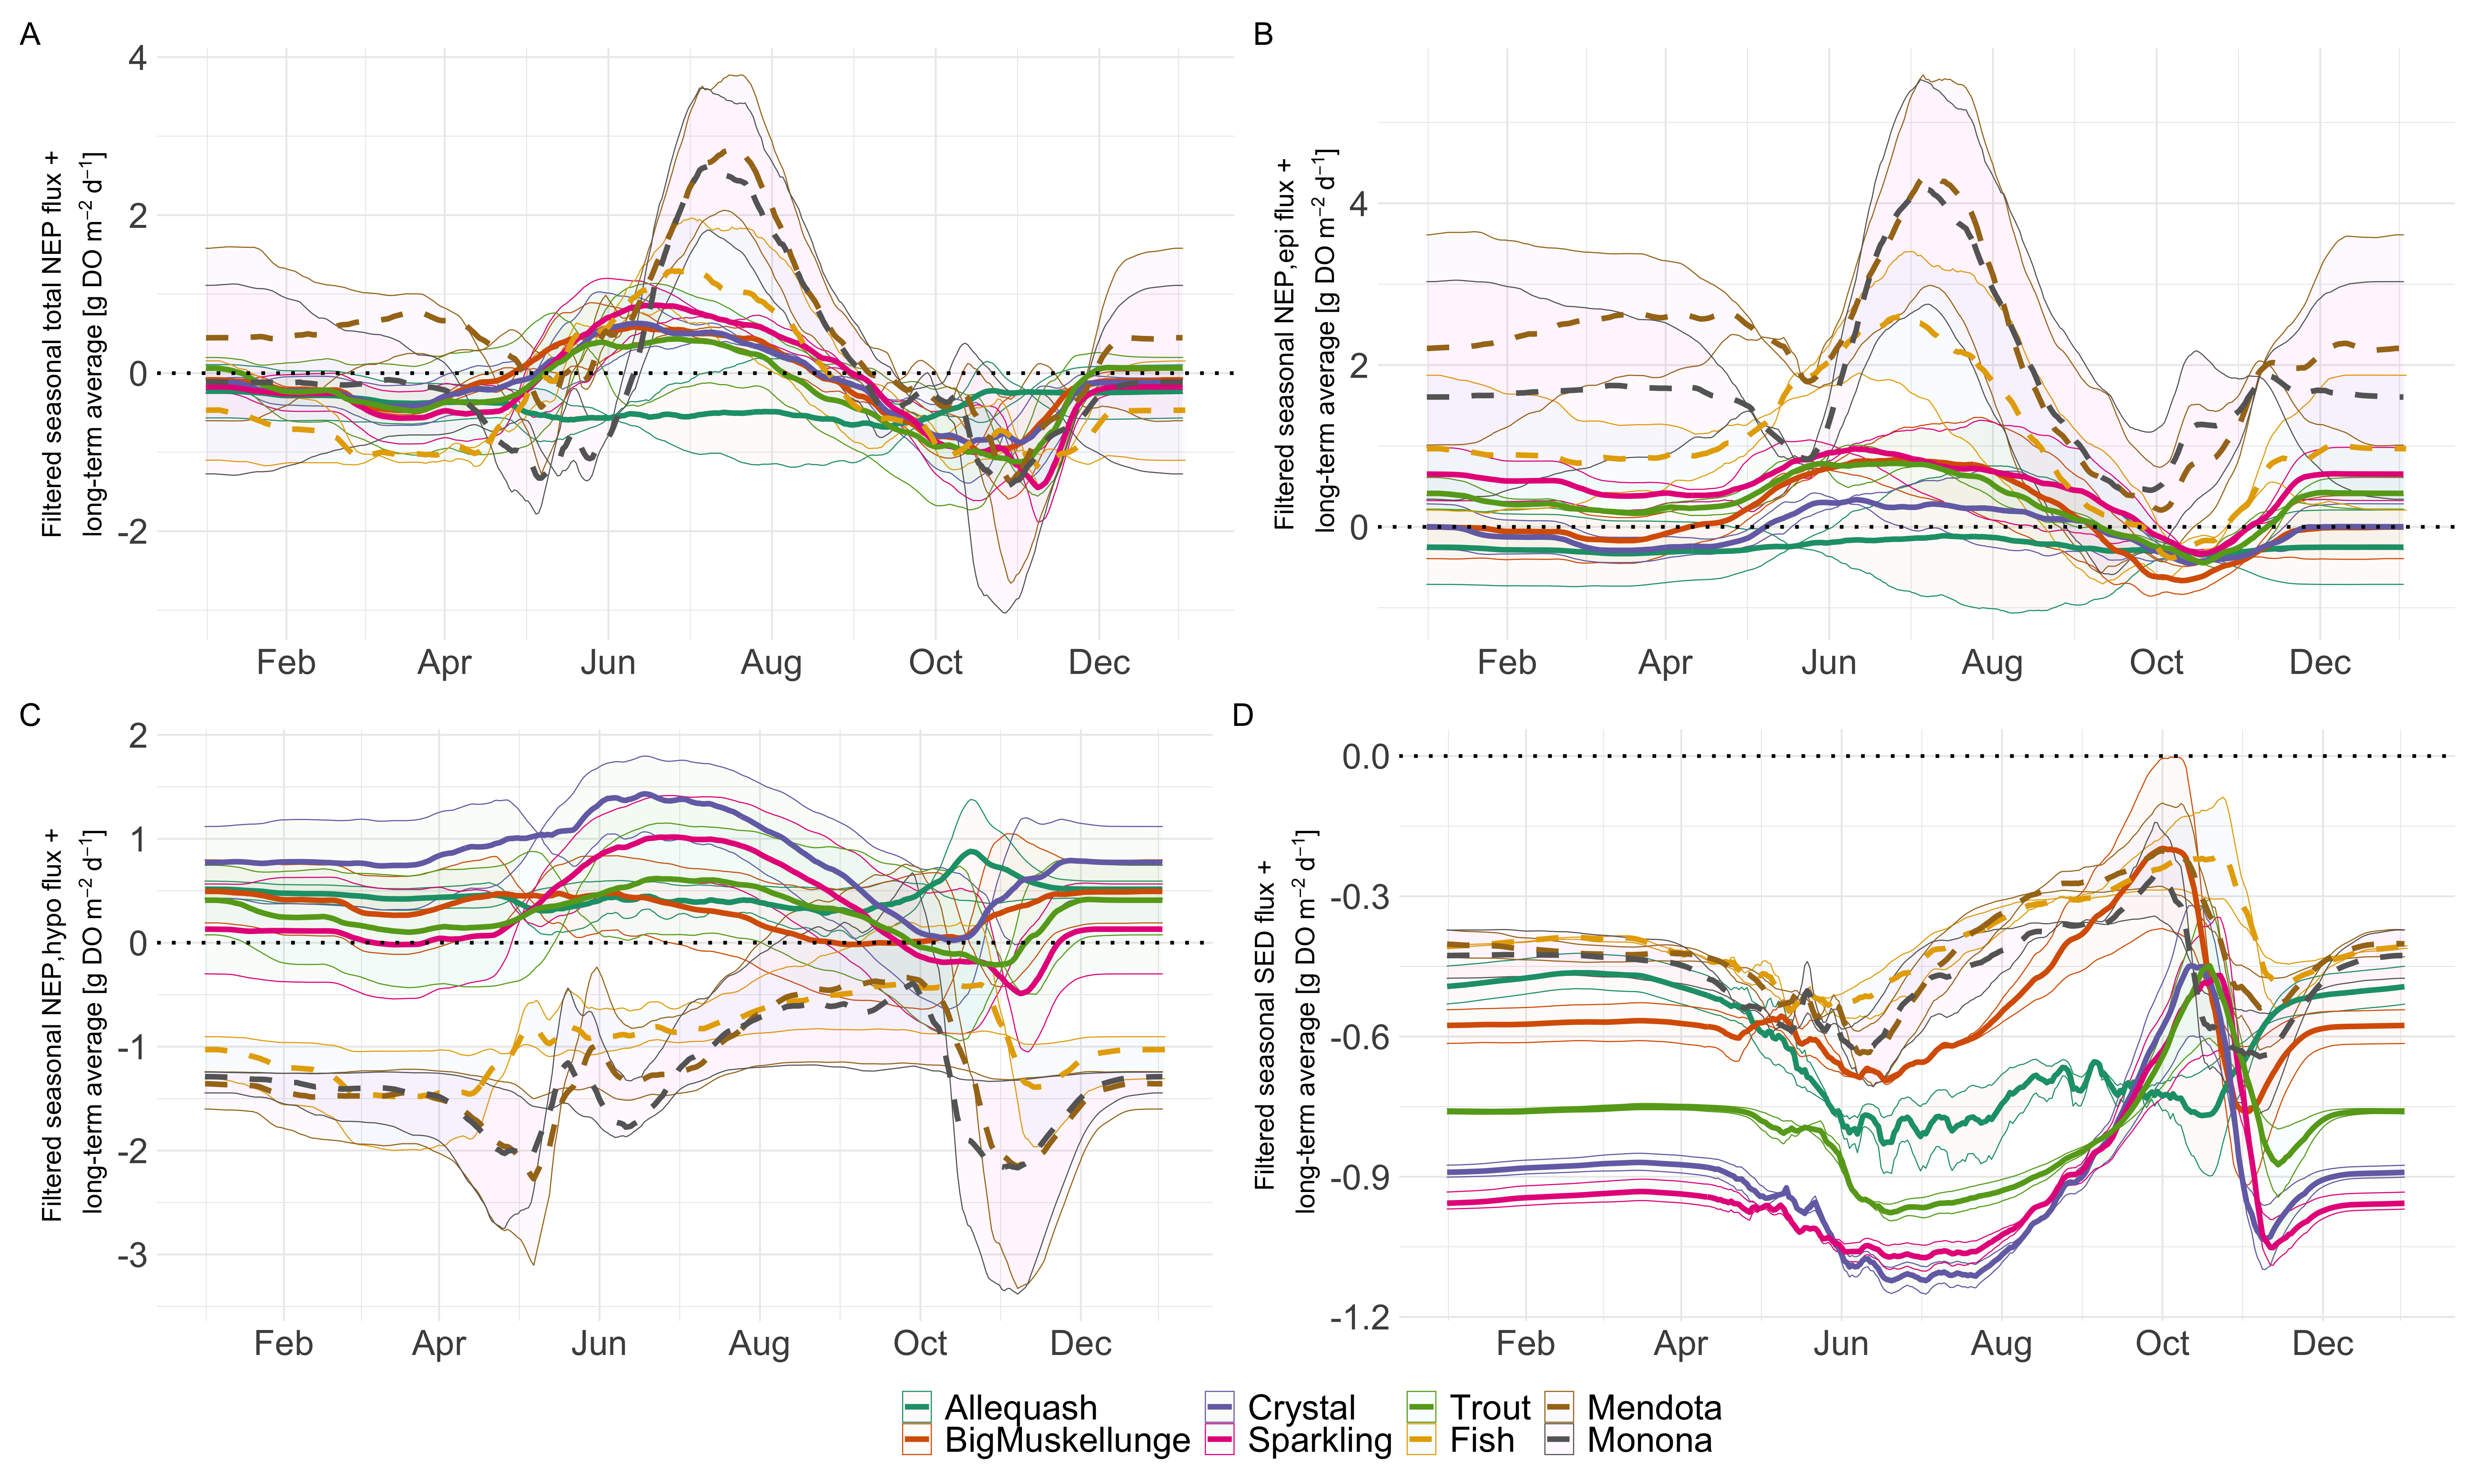 A
Filtered seasonal total NEP flux +
long-term average [g DO m−2 d−1]
4
2
0
-2
Feb Apr Jun Aug Oct Dec
B
Filtered seasonal NEP,epi flux +
long-term average [g DO m−2 d−1]
4
2
0
Feb Apr Jun Aug Oct Dec
C
Filtered seasonal NEP,hypo flux +
long-term average [g DO m−2 d−1]
2
1
0
-1
-2
-3
Feb Apr Jun Aug Oct Dec
D
Filtered seasonal SED flux +
long-term average [g DO m−2 d−1]
0.0
-0.3
-0.6
-0.9
-1.2
Feb Apr Jun Aug Oct Dec
Allequash Crystal Trout Mendota
BigMuskellunge Sparkling Fish Monona